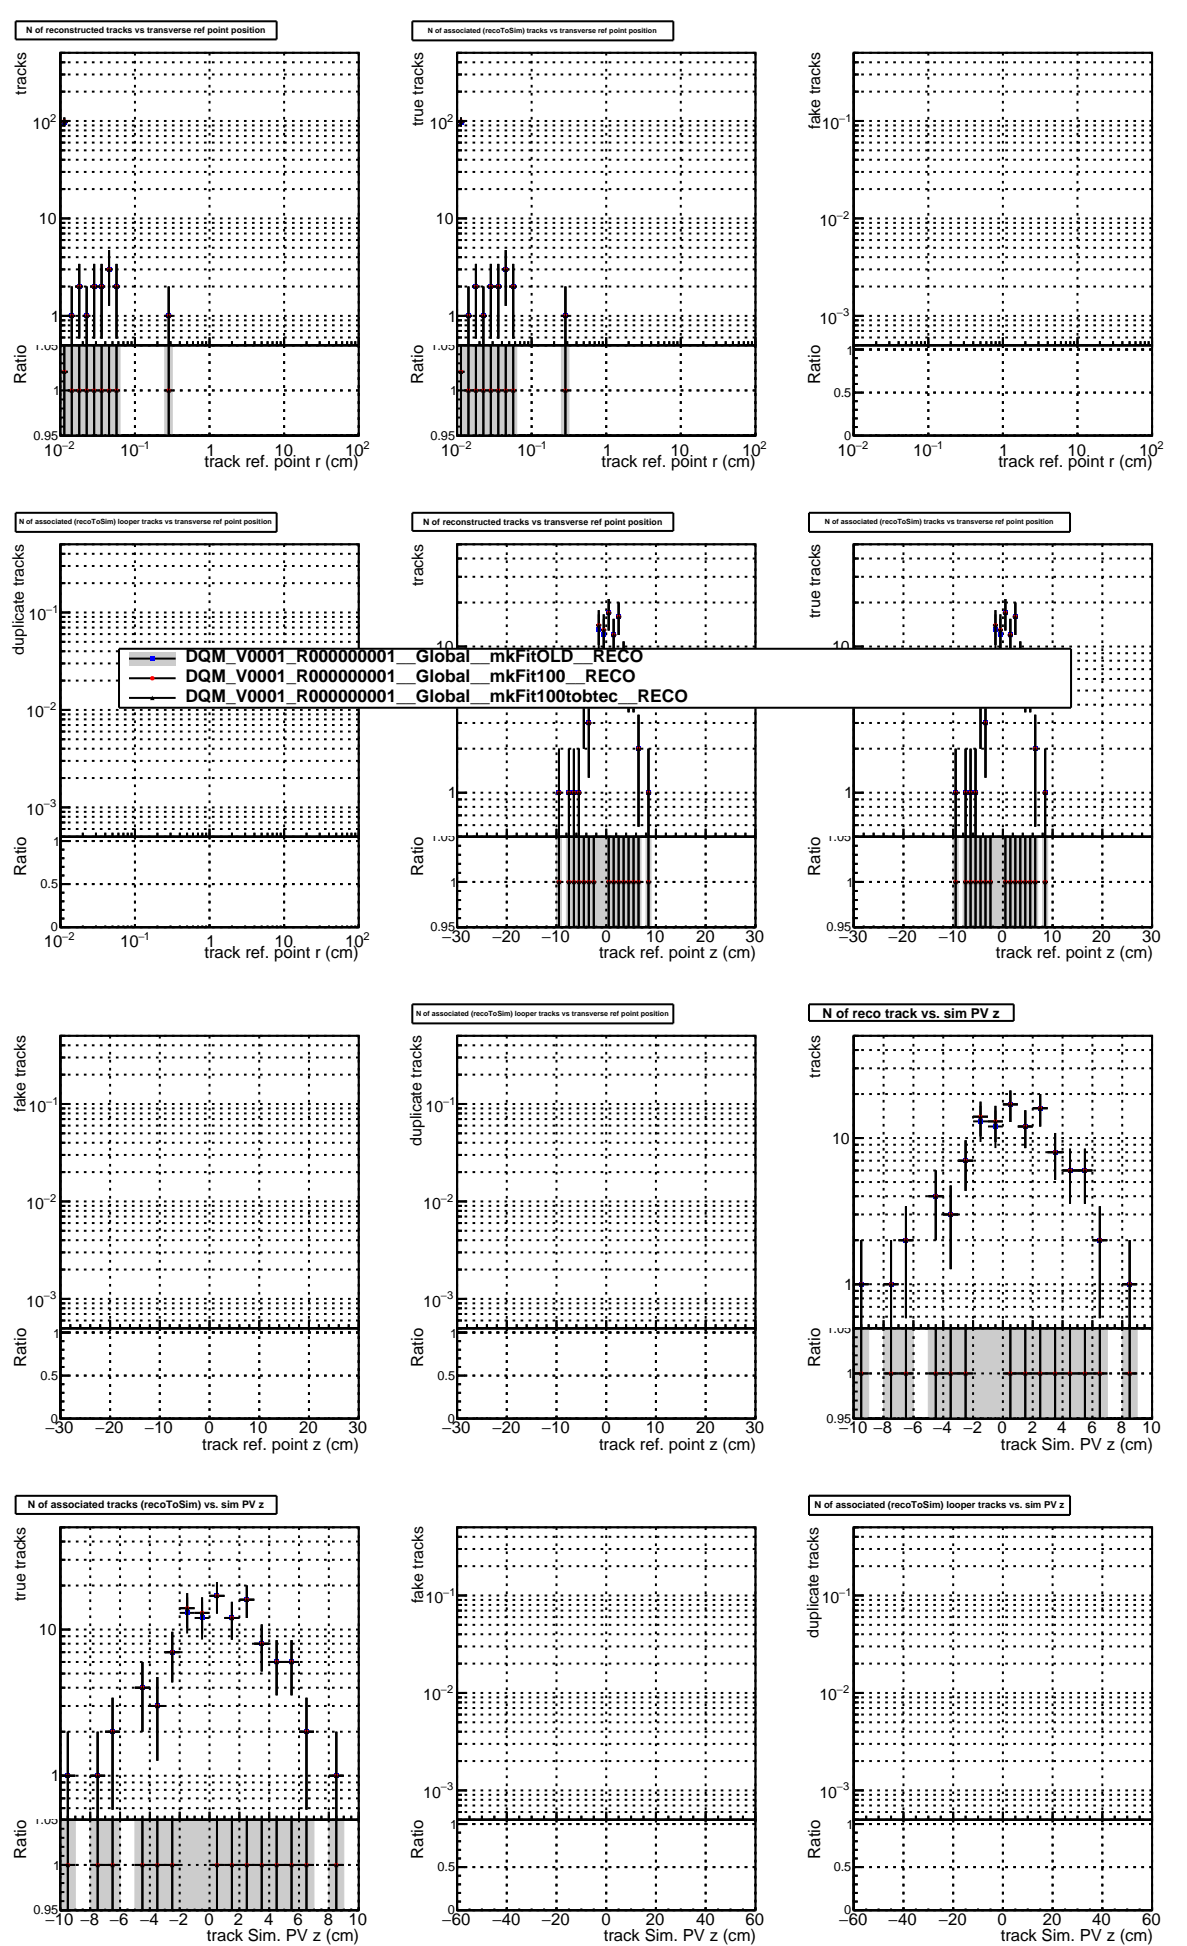 N of reconstructed tracks vs transverse ref point position
tracks
10²
10
1
1.05
Ratio
1
0.95
10⁻² 10⁻¹ 1 10 10²
track ref. point r (cm)
N of associated (recoToSim) tracks vs transverse ref point position
true tracks
10²
10
1
1.05
Ratio
1
0.95
10⁻² 10⁻¹ 1 10 10²
track ref. point r (cm)
fake tracks
10⁻¹
10⁻²
10⁻³
Ratio
1
0.5
0
10⁻² 10⁻¹ 1 10 10²
track ref. point r (cm)
N of associated (recoToSim) looper tracks vs transverse ref point position
duplicate tracks
10⁻¹
10⁻²
10⁻³
Ratio
1
0.5
0
10⁻² 10⁻¹ 1 10 10²
track ref. point r (cm)
N of reconstructed tracks vs transverse ref point position
tracks
10
1
1.05
Ratio
1
0.95
−30 −20 −10 0 10 20 30
track ref. point z (cm)
N of associated (recoToSim) tracks vs transverse ref point position
true tracks
10
1
1.05
Ratio
1
0.95
−30 −20 −10 0 10 20 30
track ref. point z (cm)
DQM_V0001_R000000001__Global__mkFitOLD__RECO
DQM_V0001_R000000001__Global__mkFit100__RECO
DQM_V0001_R000000001__Global__mkFit100tobtec__RECO
fake tracks
10⁻¹
10⁻²
10⁻³
Ratio
1
0.5
0
−30 −20 −10 0 10 20 30
track ref. point z (cm)
N of associated (recoToSim) looper tracks vs transverse ref point position
duplicate tracks
10⁻¹
10⁻²
10⁻³
Ratio
1
0.5
0
−30 −20 −10 0 10 20 30
track ref. point z (cm)
N of reco track vs. sim PV z
tracks
10
1
1.05
Ratio
1
0.95
−10 −8 −6 −4 −2 0 2 4 6 8 10
track Sim. PV z (cm)
N of associated tracks (recoToSim) vs. sim PV z
true tracks
10
1
1.05
Ratio
1
0.95
−10 −8 −6 −4 −2 0 2 4 6 8 10
track Sim. PV z (cm)
fake tracks
10⁻¹
10⁻²
10⁻³
Ratio
1
0.5
0
−60 −40 −20 0 20 40 60
track Sim. PV z (cm)
N of associated (recoToSim) looper tracks vs. sim PV z
duplicate tracks
10⁻¹
10⁻²
10⁻³
Ratio
1
0.5
0
−60 −40 −20 0 20 40 60
track Sim. PV z (cm)